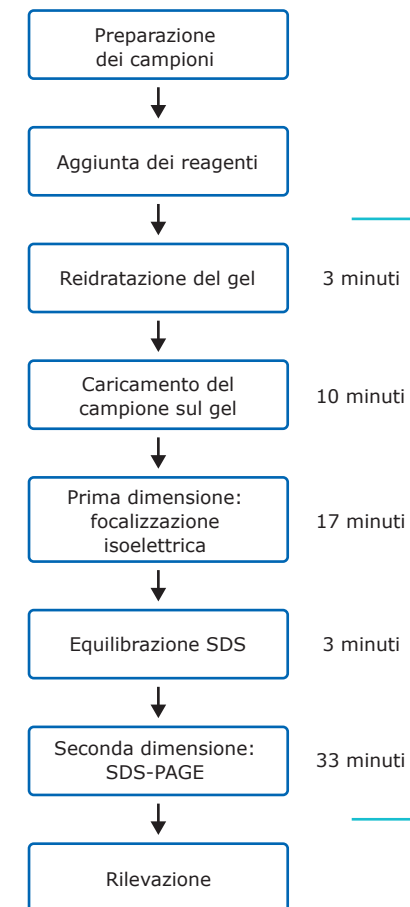 Preparazione
dei campioni
Aggiunta dei reagenti
Reidratazione del gel
3 minuti
Caricamento del
campione sul gel
10 minuti
Prima dimensione:
focalizzazione
isoelettrica
17 minuti
Equilibrazione SDS
3 minuti
Seconda dimensione:
SDS-PAGE
33 minuti
Rilevazione